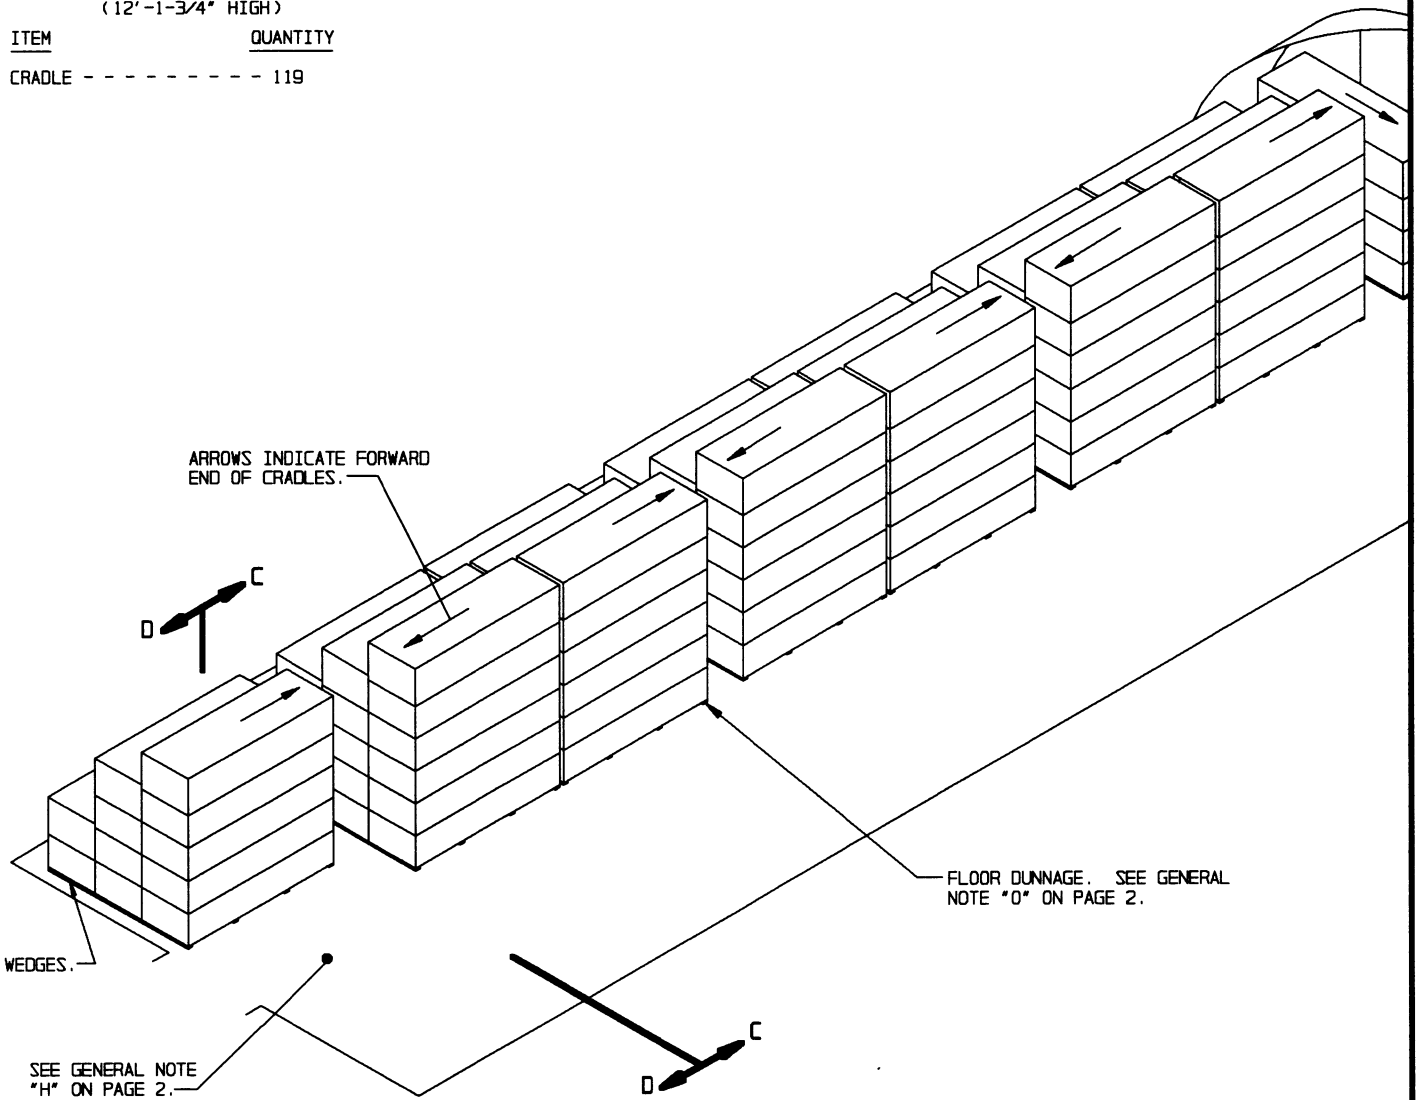 (12'-1-3/4" HIGH)
ITEM QUANTITY
CRADLE - - - - - - - - - 119
ARROWS INDICATE FORWARD
END OF CRADLES.
C
D
FLOOR DUNNAGE. SEE GENERAL
NOTE "O" ON PAGE 2.
WEDGES.
C
D
SEE GENERAL NOTE
"H" ON PAGE 2.